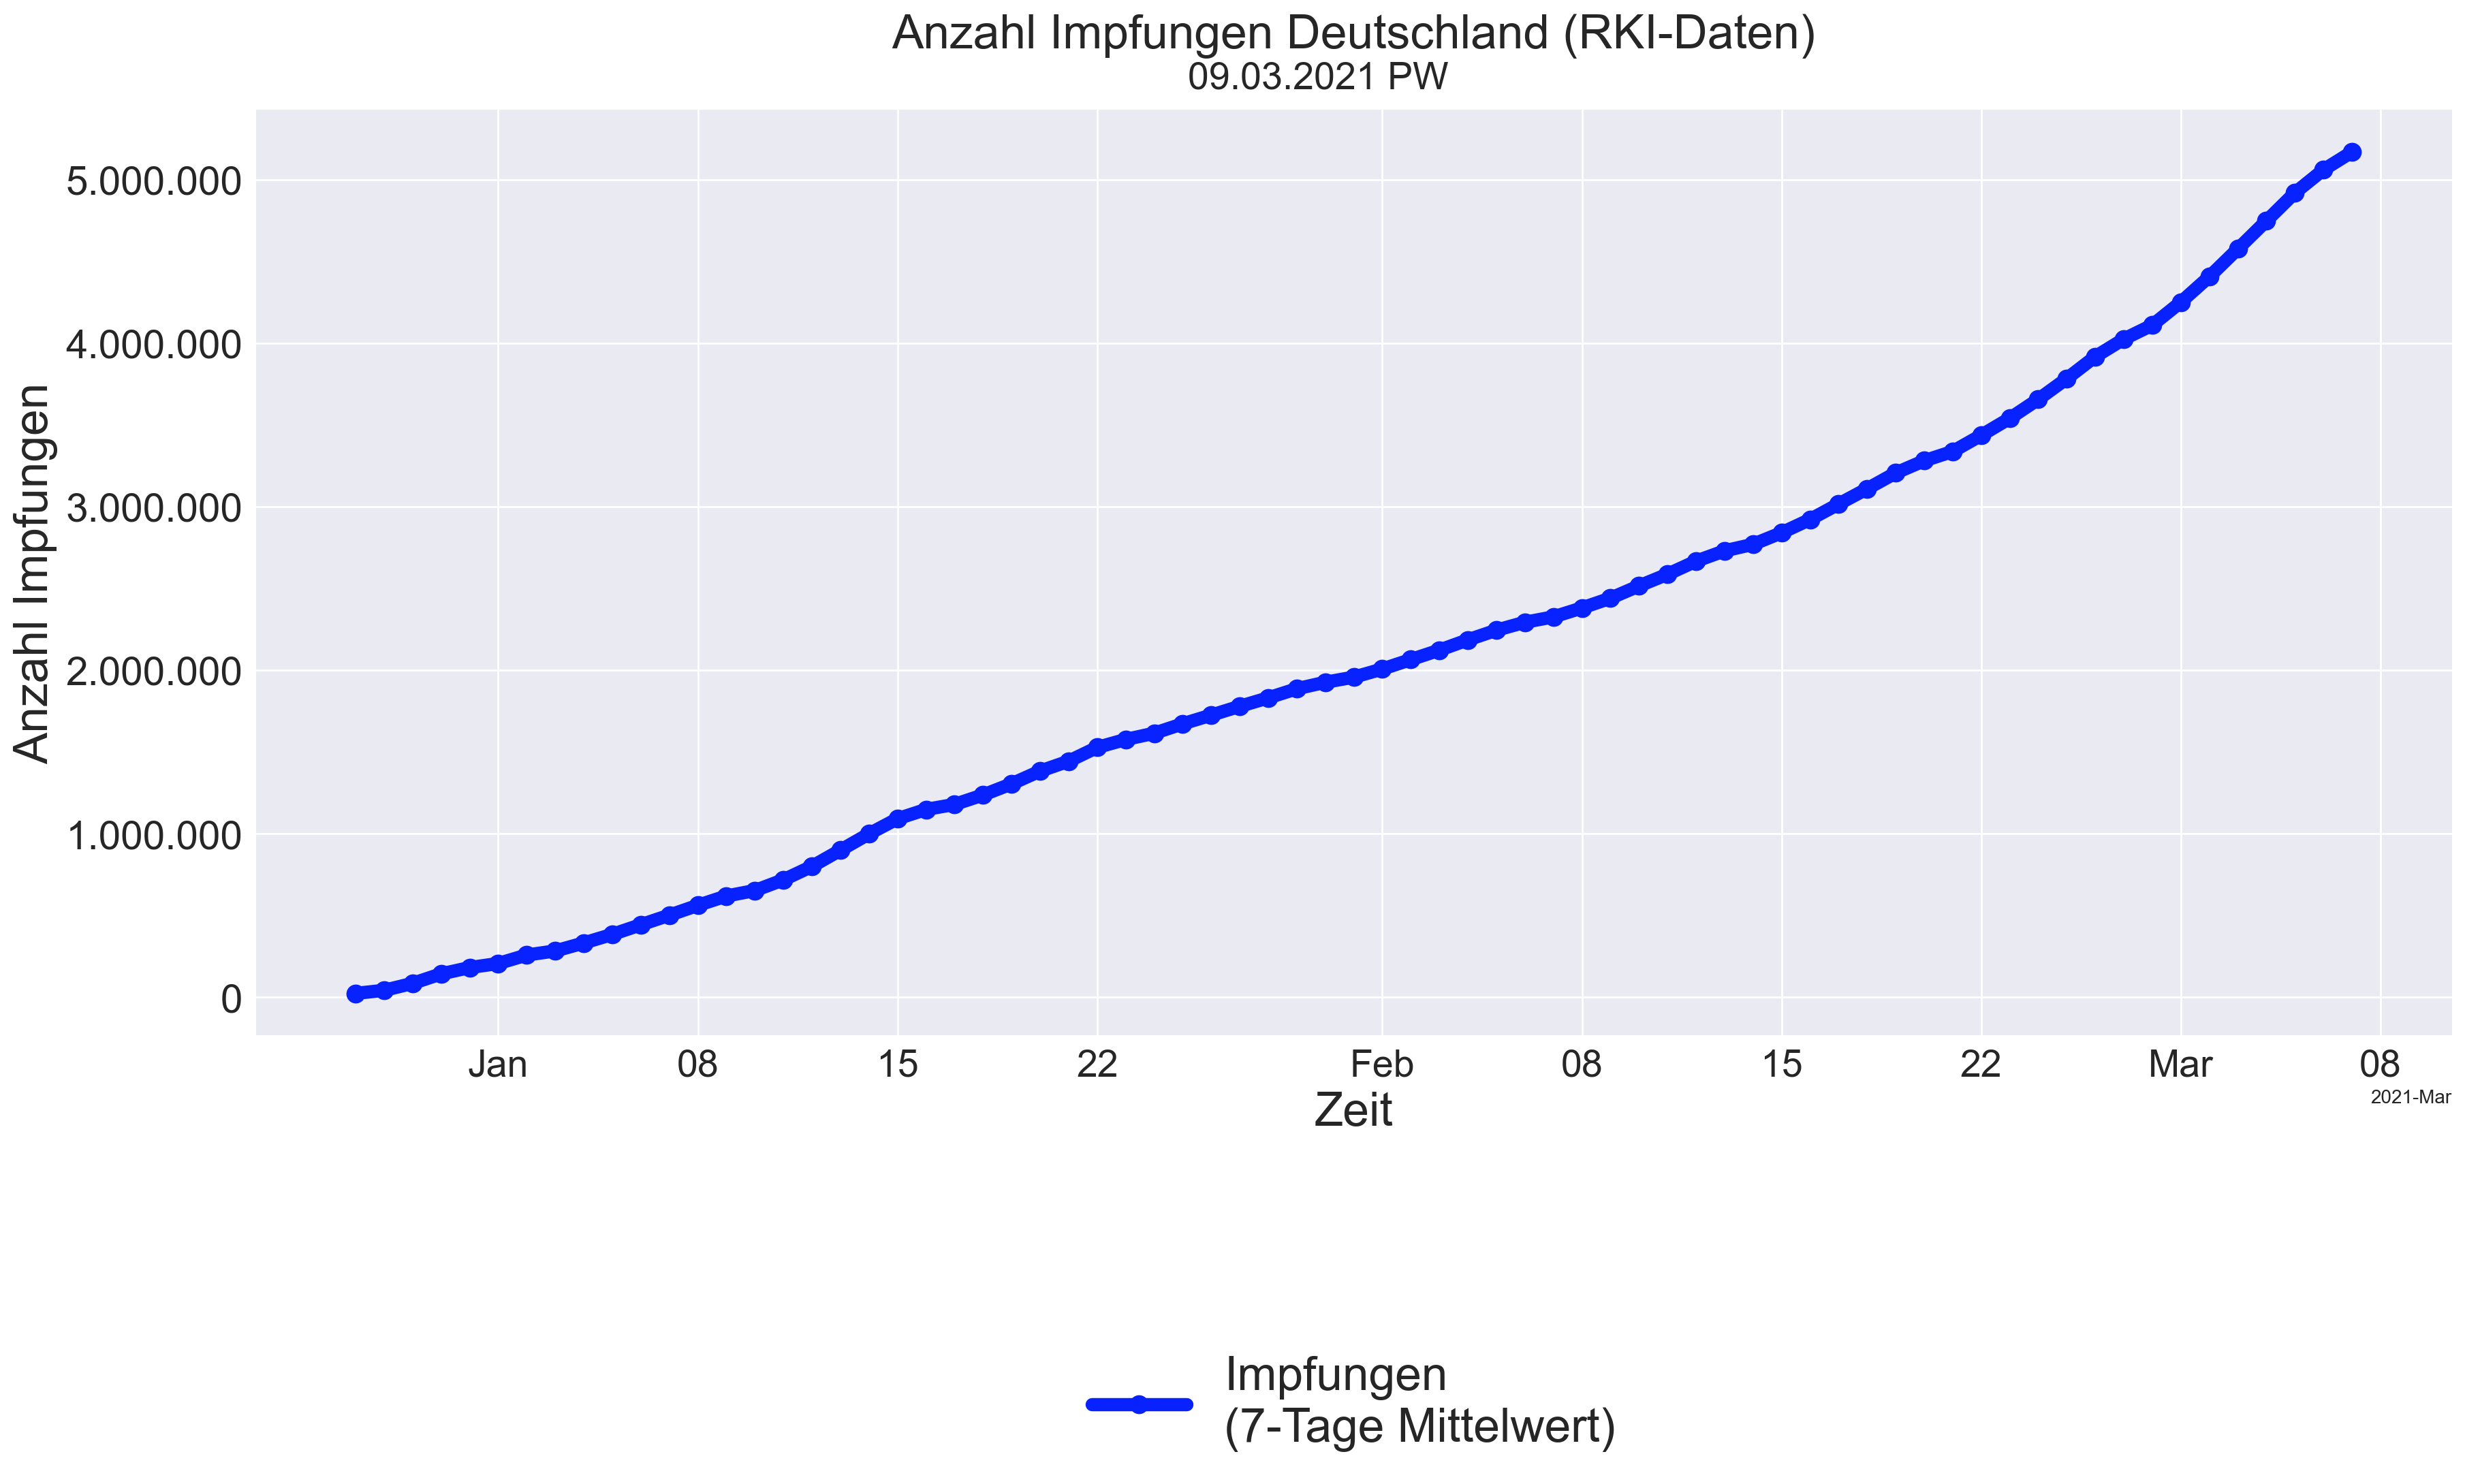 Anzahl Impfungen Deutschland (RKI-Daten)
09.03.2021 PW
Anzahl Impfungen
5.000.000
4.000.000
3.000.000
2.000.000
1.000.000
0
Jan 08 15 22 Feb 08 15 22 Mar 08
2021-Mar
Zeit
Impfungen
(7-Tage Mittelwert)